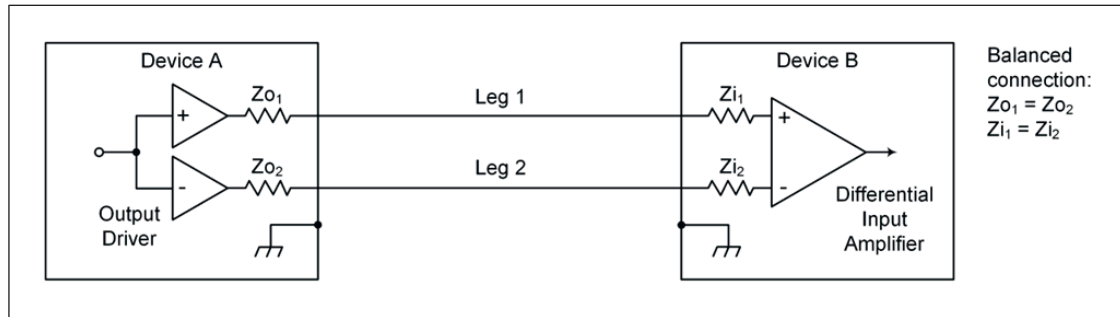 Device A
Zo₁
+
Zo₂
-
Output
Driver
Leg 1
Leg 2
Device B
Zi₁
+
Zi₂
-
Differential
Input
Amplifier
Balanced
connection:
Zo₁ = Zo₂
Zi₁ = Zi₂